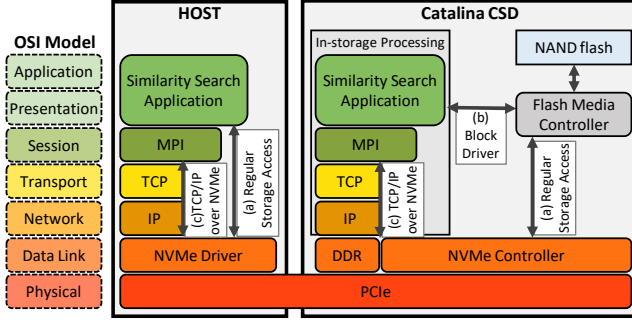 HOST
Catalina CSD
OSI Model
Application
Presentation
Session
Transport
Network
Data Link
Physical
Similarity Search
Application
MPI
TCP
IP
NVMe Driver
(c)TCP/IP
over NVMe
(a) Regular
Storage Access
In-storage Processing
Similarity Search
Application
MPI
TCP
IP
DDR
NVMe Controller
(c) TCP/IP
over NVMe
(b)
Block
Driver
NAND flash
Flash Media
Controller
(a) Regular
Storage Access
PCIe